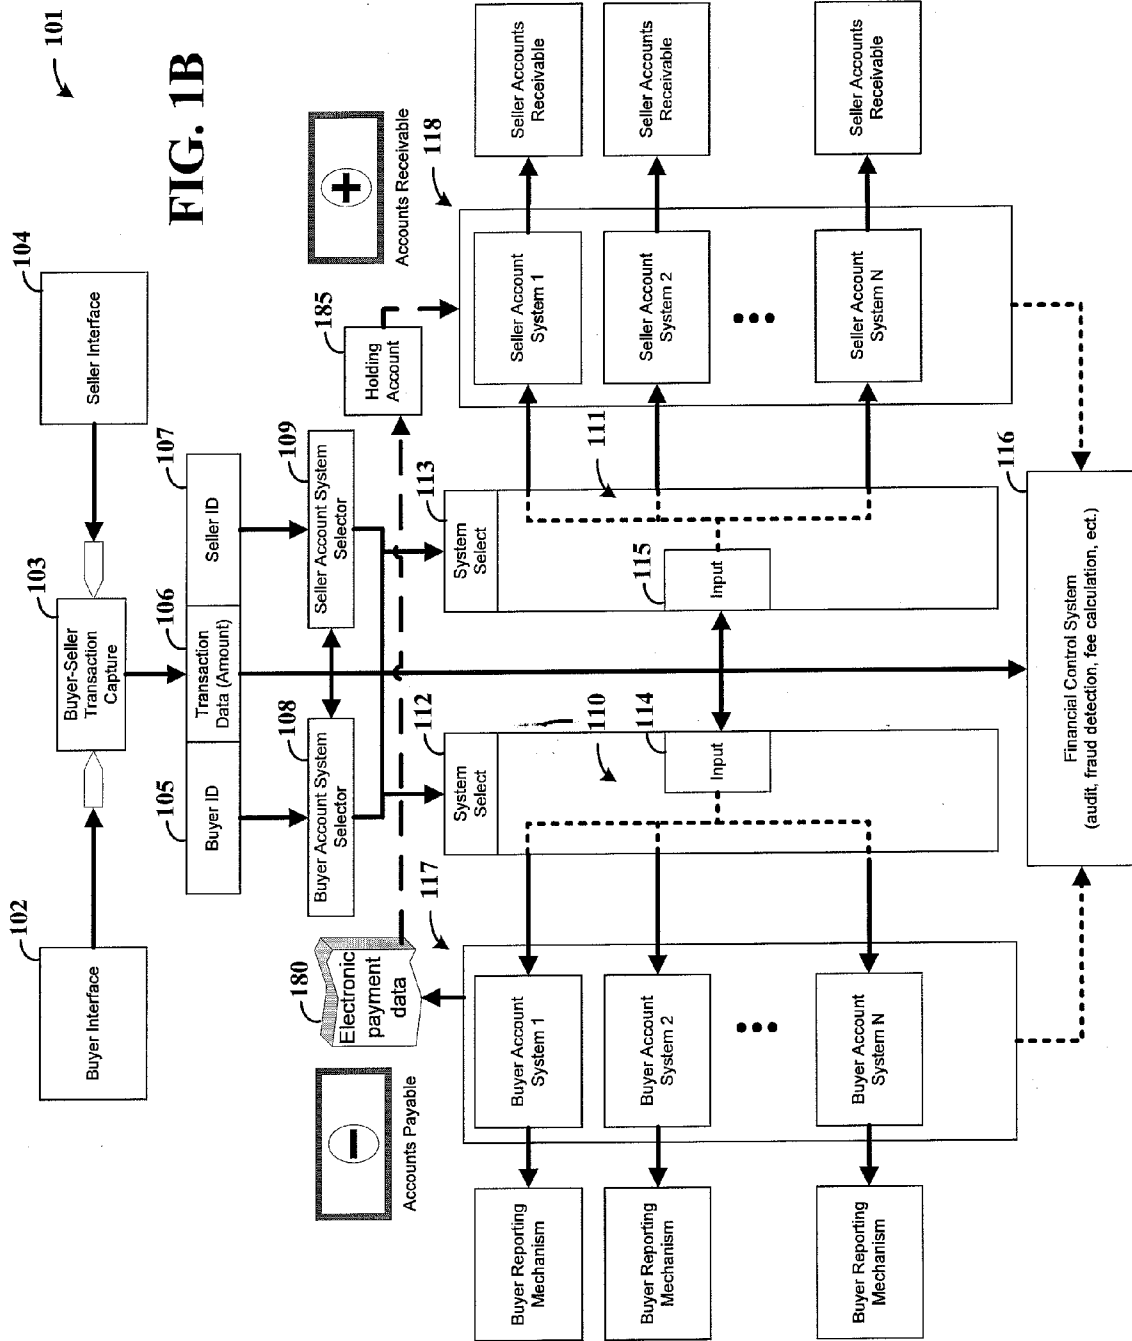 101
FIG. 1B
102
Buyer Interface
104
Seller Interface
103
Buyer-Seller
Transaction
Capture
105
Buyer ID
106
Transaction
Data (Amount)
107
Seller ID
108
Buyer Account System
Selector
109
Seller Account System
Selector
180
Electronic
payment
data
185
Holding
Account
Accounts Payable
Accounts Receivable
117
118
112
System
Select
113
System
Select
110
111
114
Input
115
Input
Buyer Reporting
Mechanism
Buyer Account
System 1
Seller Account
System 1
Seller Accounts
Receivable
Buyer Reporting
Mechanism
Buyer Account
System 2
Seller Account
System 2
Seller Accounts
Receivable
Buyer Reporting
Mechanism
Buyer Account
System N
Seller Account
System N
Seller Accounts
Receivable
116
Financial Control System
(audit, fraud detection, fee calculation, ect.)